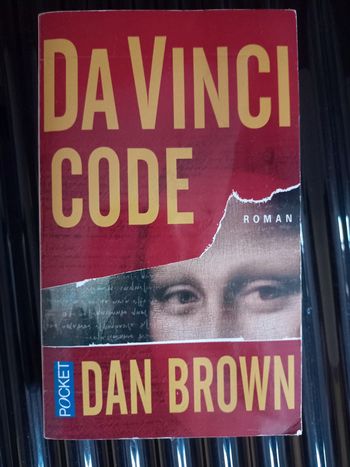 DA VINCI
CODE
ROMAN
POCKET
DAN BROWN